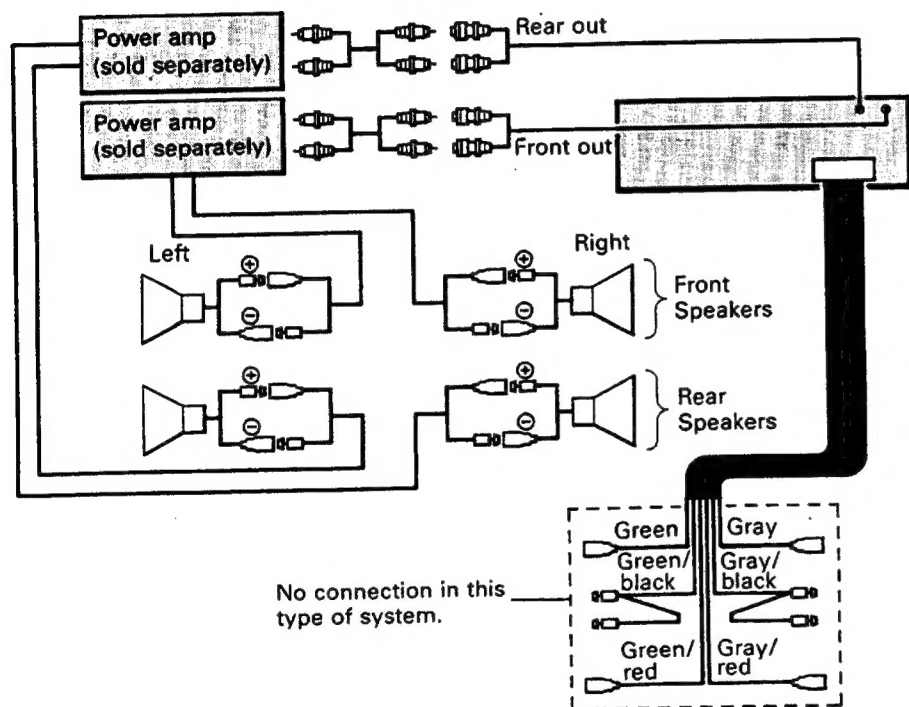 Power amp
(sold separately)
Rear out
Power amp
(sold separately)
Front out
Left
Right
⊕
⊕
Front
Speakers
⊖
⊖
⊕
⊕
Rear
Speakers
⊖
⊖
Green
Gray
Green/
black
Gray/
black
No connection in this
type of system.
Green/
red
Gray/
red